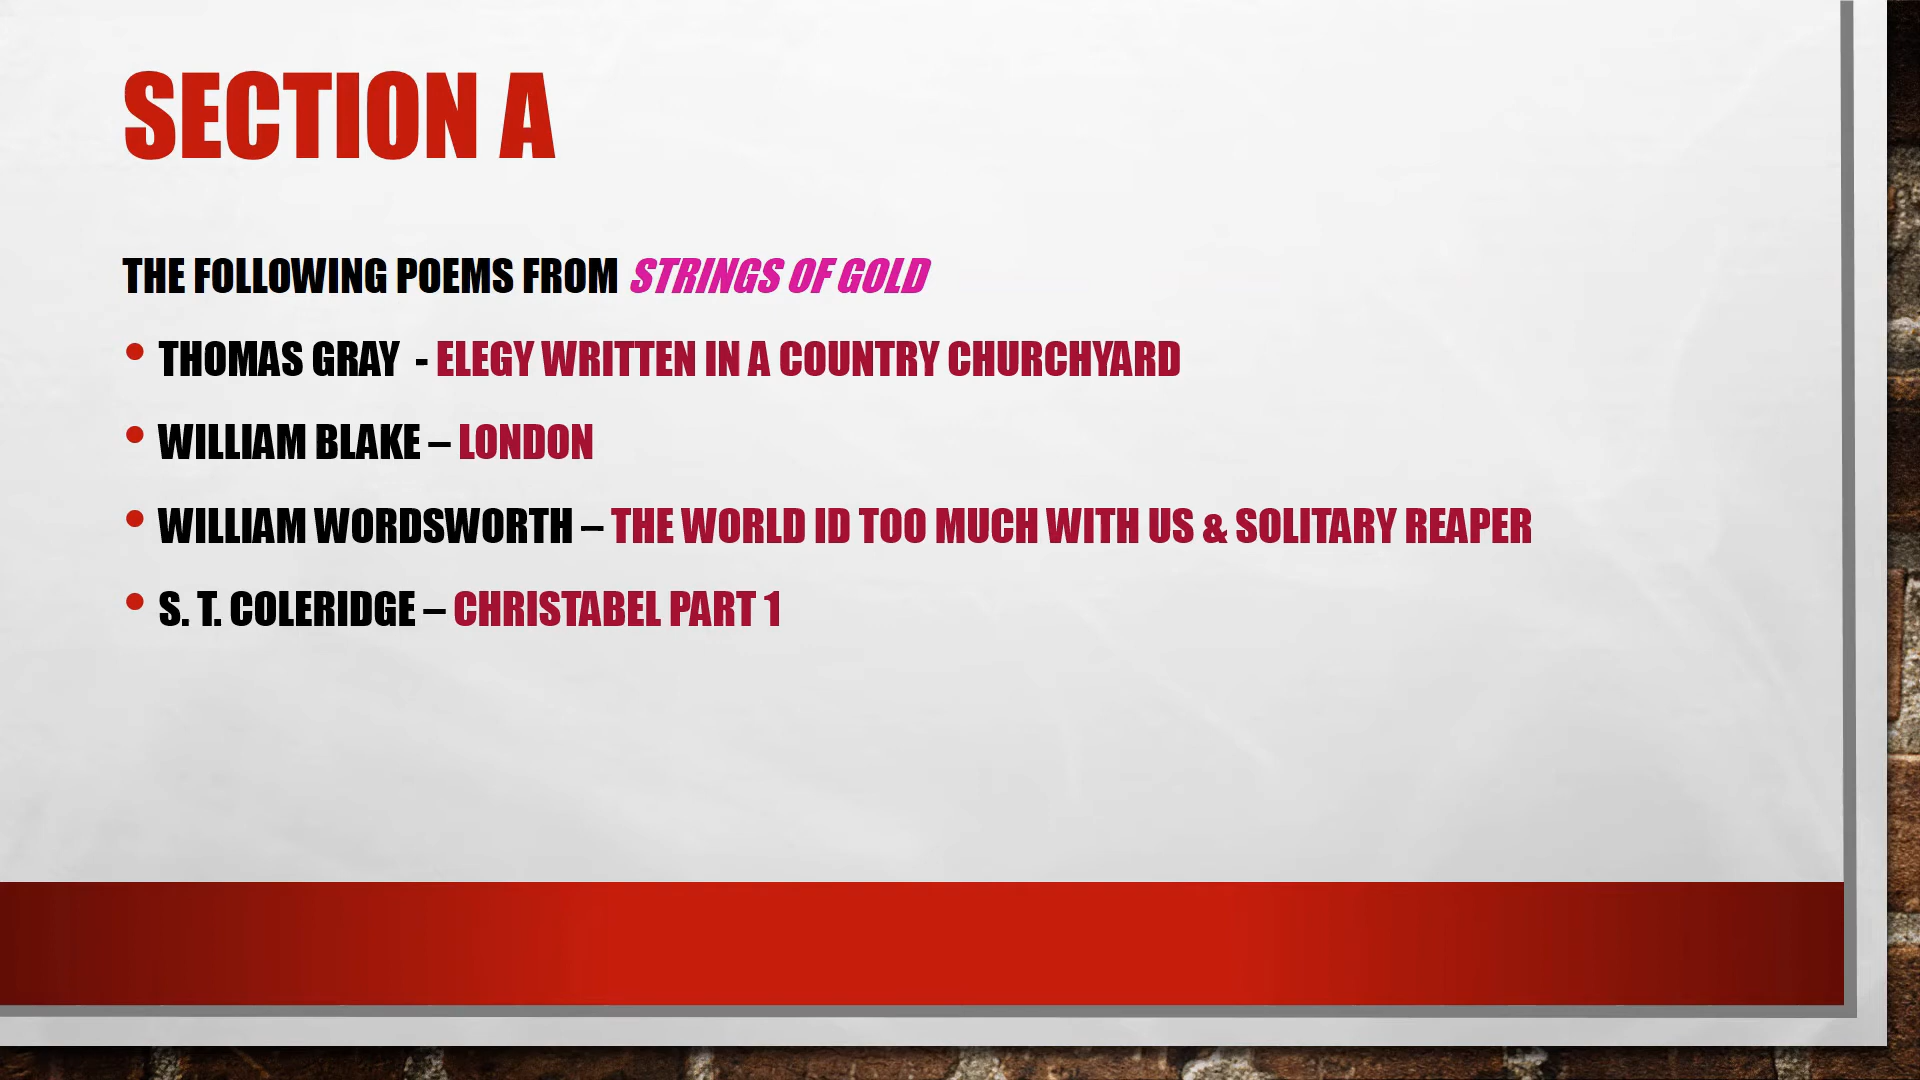 SECTION A
THE FOLLOWING POEMS FROM STRINGS OF GOLD
• THOMAS GRAY - ELEGY WRITTEN IN A COUNTRY CHURCHYARD
• WILLIAM BLAKE – LONDON
• WILLIAM WORDSWORTH – THE WORLD ID TOO MUCH WITH US & SOLITARY REAPER
• S. T. COLERIDGE – CHRISTABEL PART 1